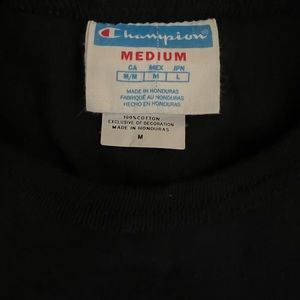 Champion
MEDIUM
CA MEX JPN
M/M M L
MADE IN HONDURAS
FABRIQUÉ AU HONDURAS
HECHO EN HONDURAS
100% COTTON
EXCLUSIVE OF DECORATION
MADE IN HONDURAS
M